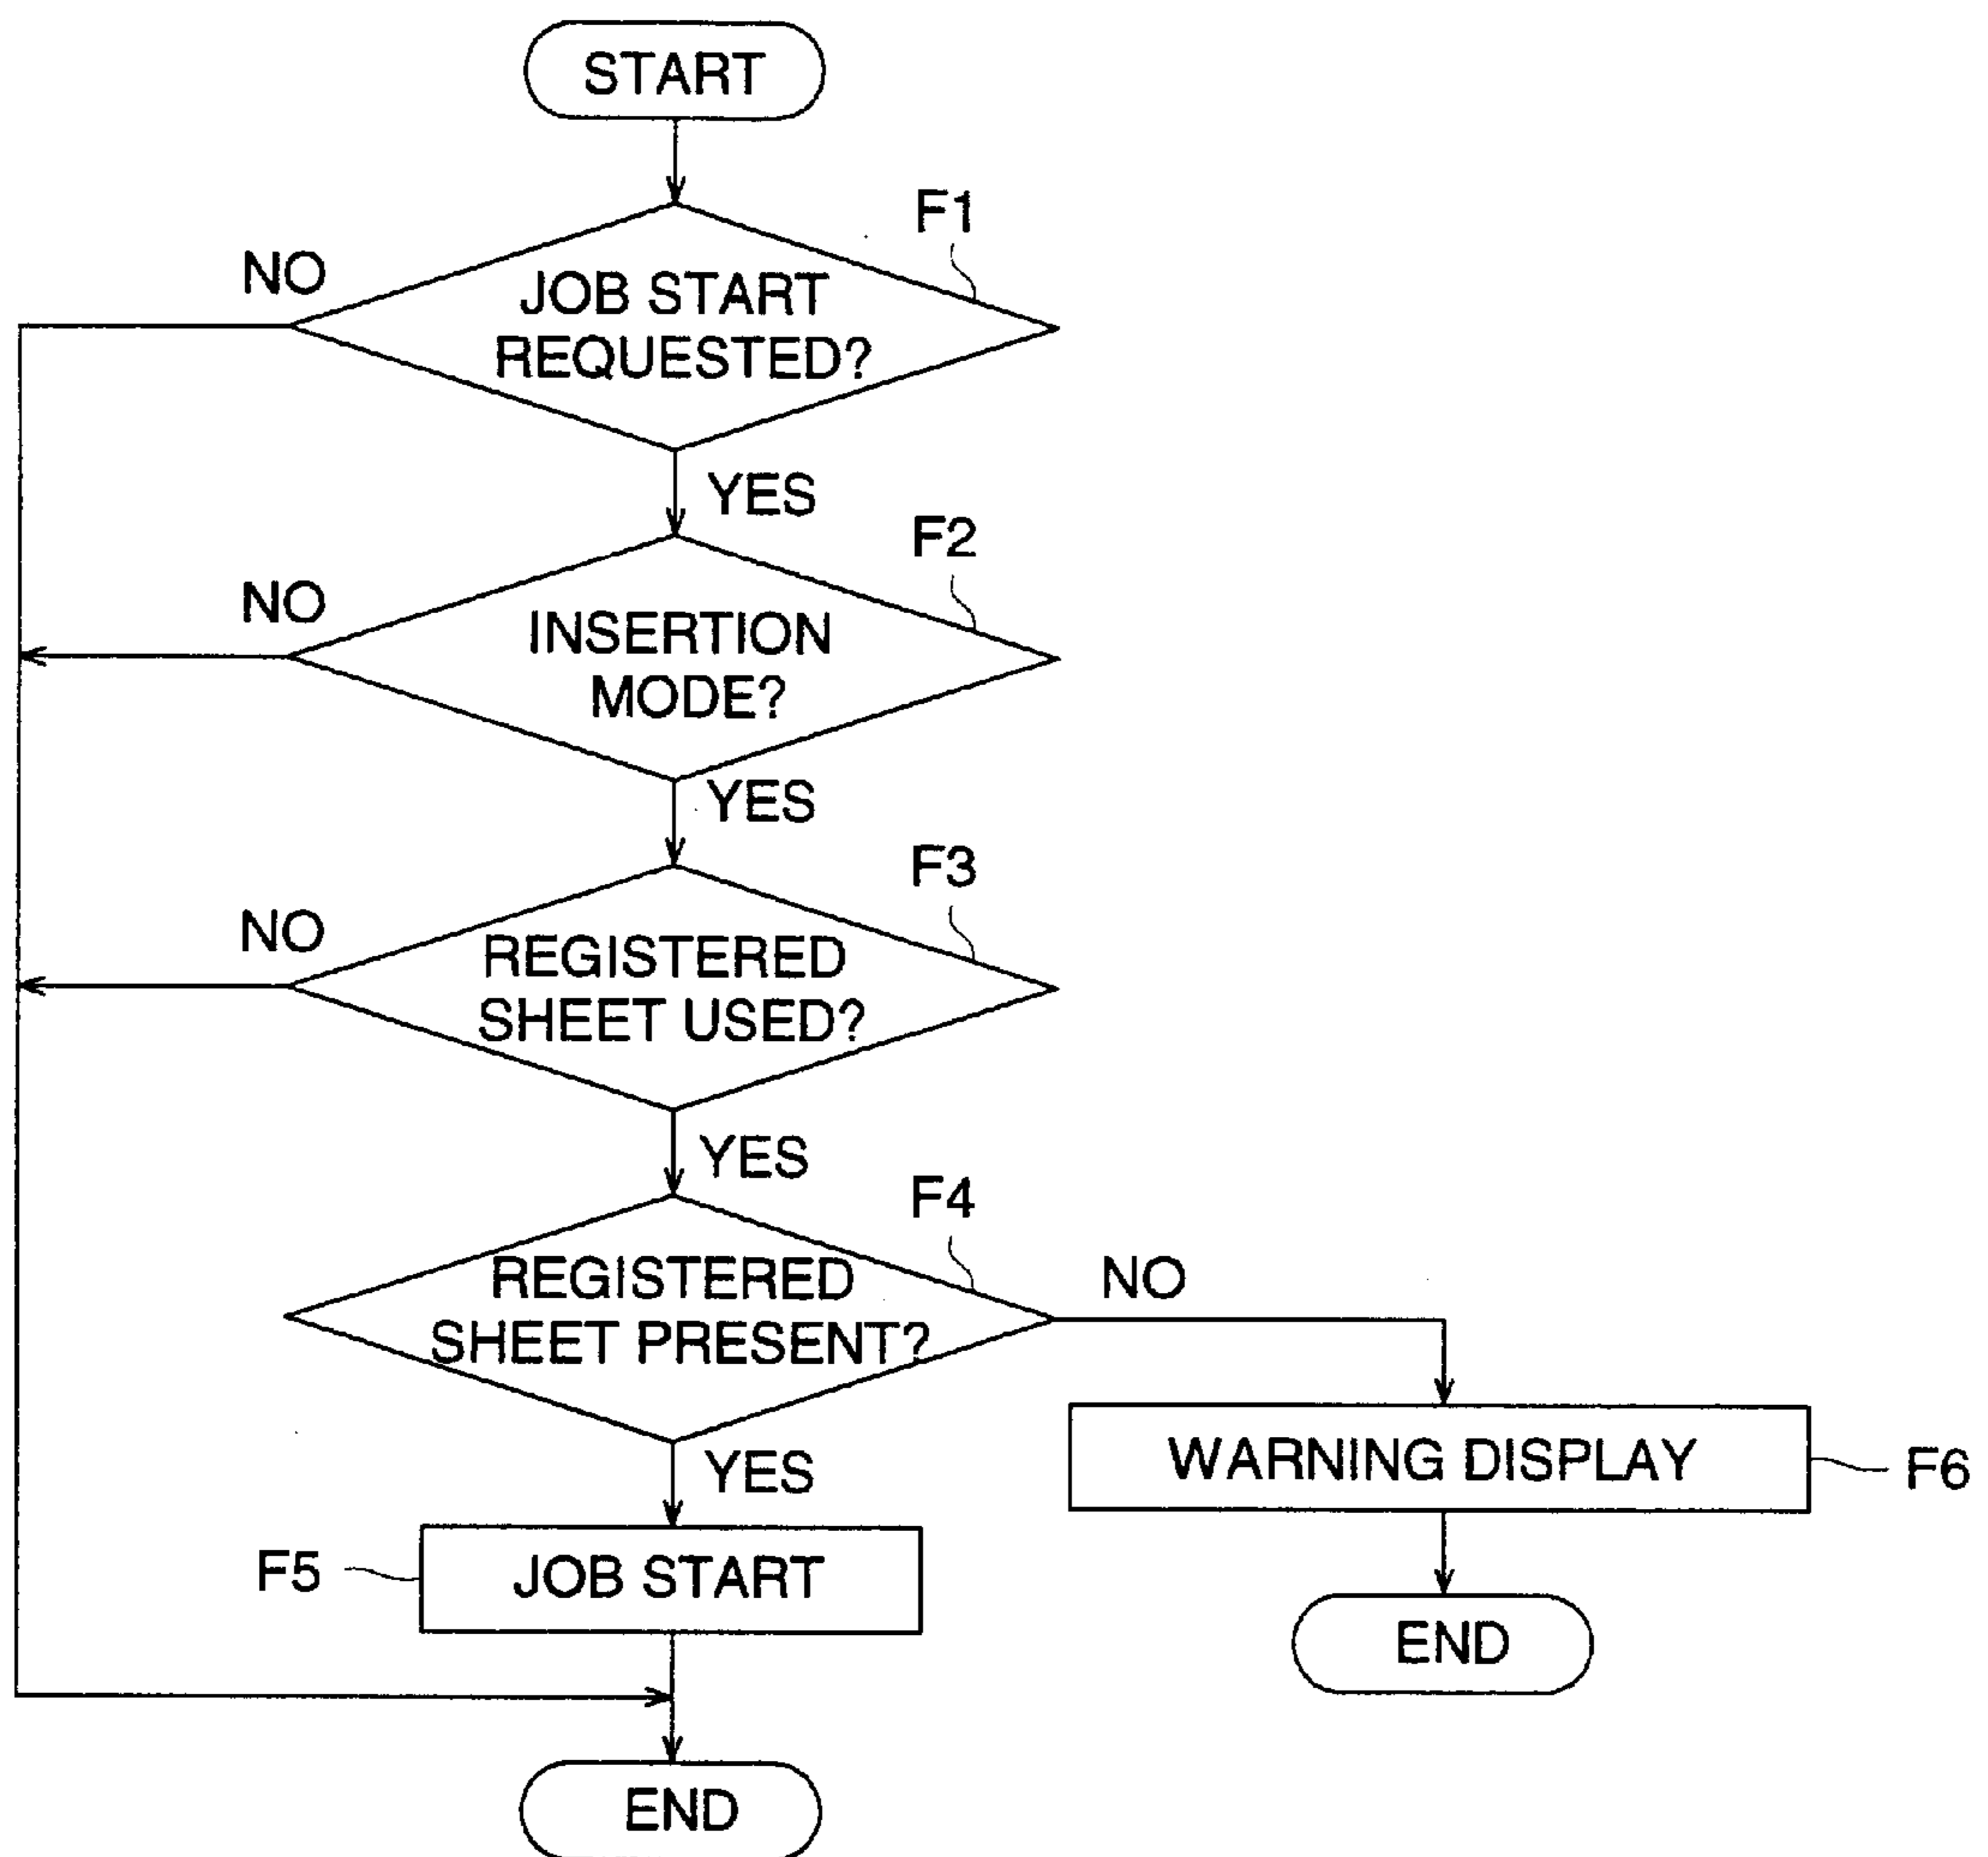 START
F1
NO
JOB START
REQUESTED?
YES
F2
NO
INSERTION
MODE?
YES
F3
NO
REGISTERED
SHEET USED?
YES
F4
REGISTERED
NO
SHEET PRESENT?
YES
WARNING DISPLAY
F6
F5
JOB START
END
END